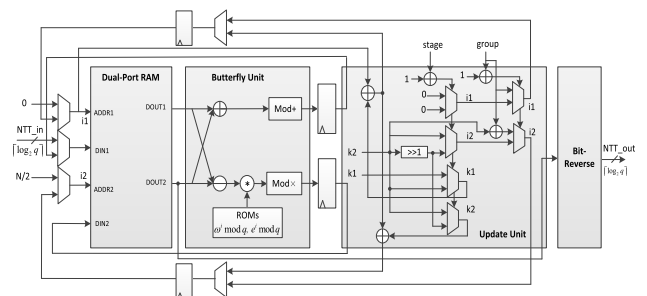 stage
group
Dual-Port RAM
Butterfly Unit
1
1
0
ADDR1
DOUT1
Mod+
0
0
i1
i1
i1
NTT_in
⌈log₂ q⌉
DIN1
k2
>>1
i2
i2
Bit-Reverse
NTT_out
⌈log₂ q⌉
N/2
i2
ADDR2
DOUT2
*
Mod×
k1
k1
ROMs
ω^i mod q, e^i mod q
k2
DIN2
Update Unit